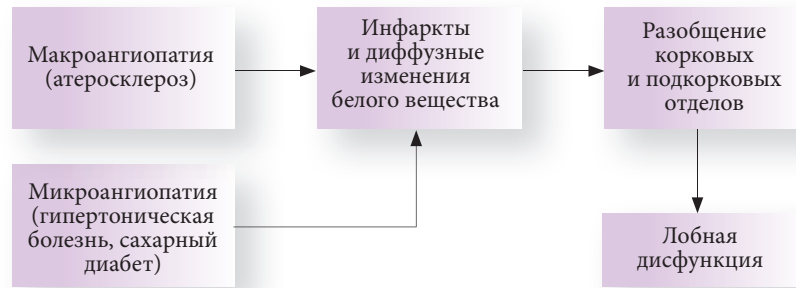 Макроангиопатия
(атеросклероз)
Инфаркты
и диффузные
изменения
белого вещества
Разобщение
корковых
и подкорковых
отделов
Микроангиопатия
(гипертоническая
болезнь, сахарный
диабет)
Лобная
дисфункция